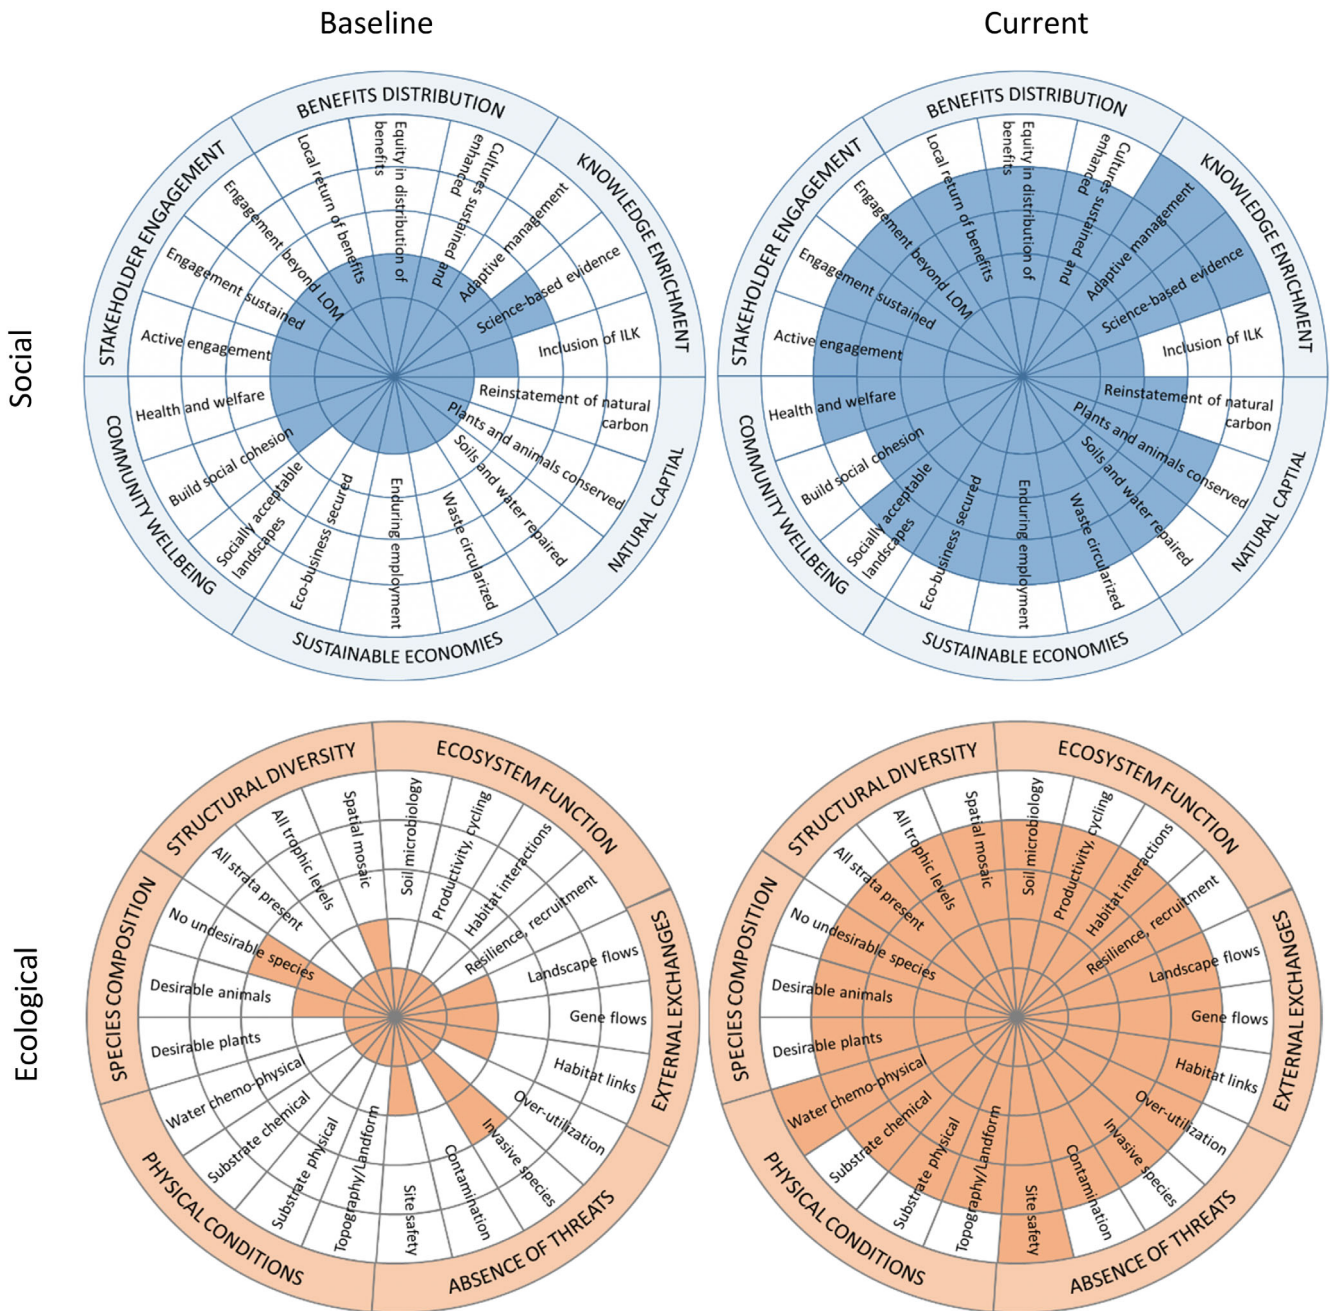 Baseline
Current
Social
BENEFITS DISTRIBUTION
KNOWLEDGE ENRICHMENT
NATURAL CAPTIAL
SUSTAINABLE ECONOMIES
COMMUNITY WELLBEING
STAKEHOLDER ENGAGEMENT
Local return of benefits
Equity in distribution of
benefits
Cultures sustained and
enhanced
Adaptive management
Science-based evidence
Inclusion of ILK
Reinstatement of natural
carbon
Plants and animals conserved
Soils and water repaired
Waste circularized
Enduring employment
Eco-business secured
Socially acceptable
landscapes
Build social cohesion
Health and welfare
Active engagement
Engagement sustained
Engagement beyond LOM
BENEFITS DISTRIBUTION
KNOWLEDGE ENRICHMENT
NATURAL CAPTIAL
SUSTAINABLE ECONOMIES
COMMUNITY WELLBEING
STAKEHOLDER ENGAGEMENT
Local return of benefits
Equity in distribution of
benefits
Cultures sustained and
enhanced
Adaptive management
Science-based evidence
Inclusion of ILK
Reinstatement of natural
carbon
Plants and animals conserved
Soils and water repaired
Waste circularized
Enduring employment
Eco-business secured
Socially acceptable
landscapes
Build social cohesion
Health and welfare
Active engagement
Engagement sustained
Engagement beyond LOM
Ecological
STRUCTURAL DIVERSITY
ECOSYSTEM FUNCTION
EXTERNAL EXCHANGES
ABSENCE OF THREATS
PHYSICAL CONDITIONS
SPECIES COMPOSITION
All strata present
All trophic levels
Spatial mosaic
Soil microbiology
Productivity, cycling
Habitat interactions
Resilience, recruitment
Landscape flows
Gene flows
Habitat links
Over-utilization
Invasive species
Contamination
Site safety
Topography/Landform
Substrate physical
Substrate chemical
Water chemo-physical
Desirable plants
Desirable animals
No undesirable species
STRUCTURAL DIVERSITY
ECOSYSTEM FUNCTION
EXTERNAL EXCHANGES
ABSENCE OF THREATS
PHYSICAL CONDITIONS
SPECIES COMPOSITION
All strata present
All trophic levels
Spatial mosaic
Soil microbiology
Productivity, cycling
Habitat interactions
Resilience, recruitment
Landscape flows
Gene flows
Habitat links
Over-utilization
Invasive species
Contamination
Site safety
Topography/Landform
Substrate physical
Substrate chemical
Water chemo-physical
Desirable plants
Desirable animals
No undesirable species